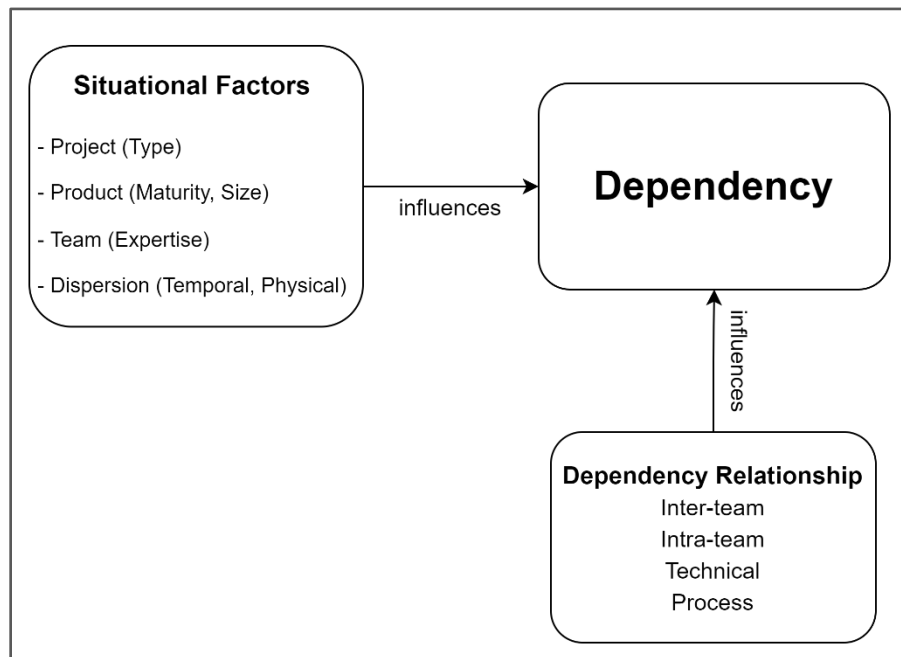 Situational Factors
- Project (Type)
- Product (Maturity, Size)
- Team (Expertise)
- Dispersion (Temporal, Physical)
influences
Dependency
influences
Dependency Relationship
Inter-team
Intra-team
Technical
Process